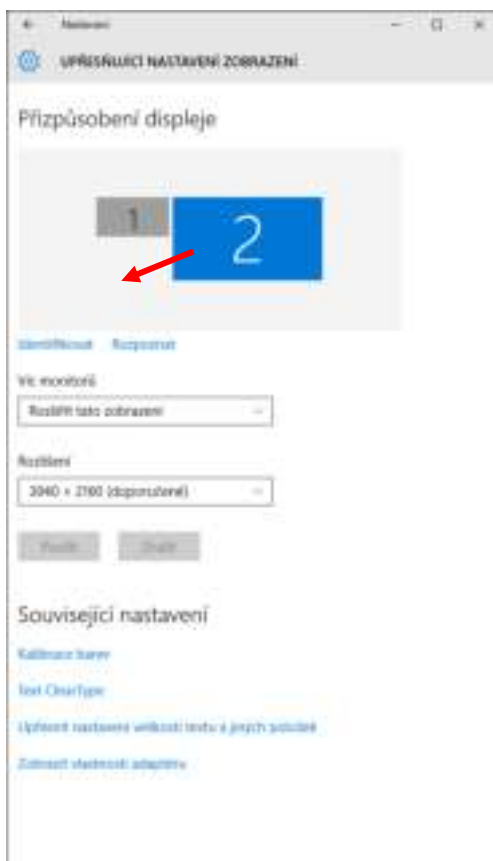 Nastavení
UPŘESŇUJÍCÍ NASTAVENÍ ZOBRAZENÍ
Přizpůsobení displeje
1
2
Identifikovat Rozpoznat
Víc monitorů
Rozšířit tato zobrazení
Rozlišení
3840 × 2160 (doporučené)
Použít Zrušit
Související nastavení
Kalibrace barev
Text ClearType
Upřesnit nastavení velikosti textu a jiných položek
Zobrazit vlastnosti adaptéru